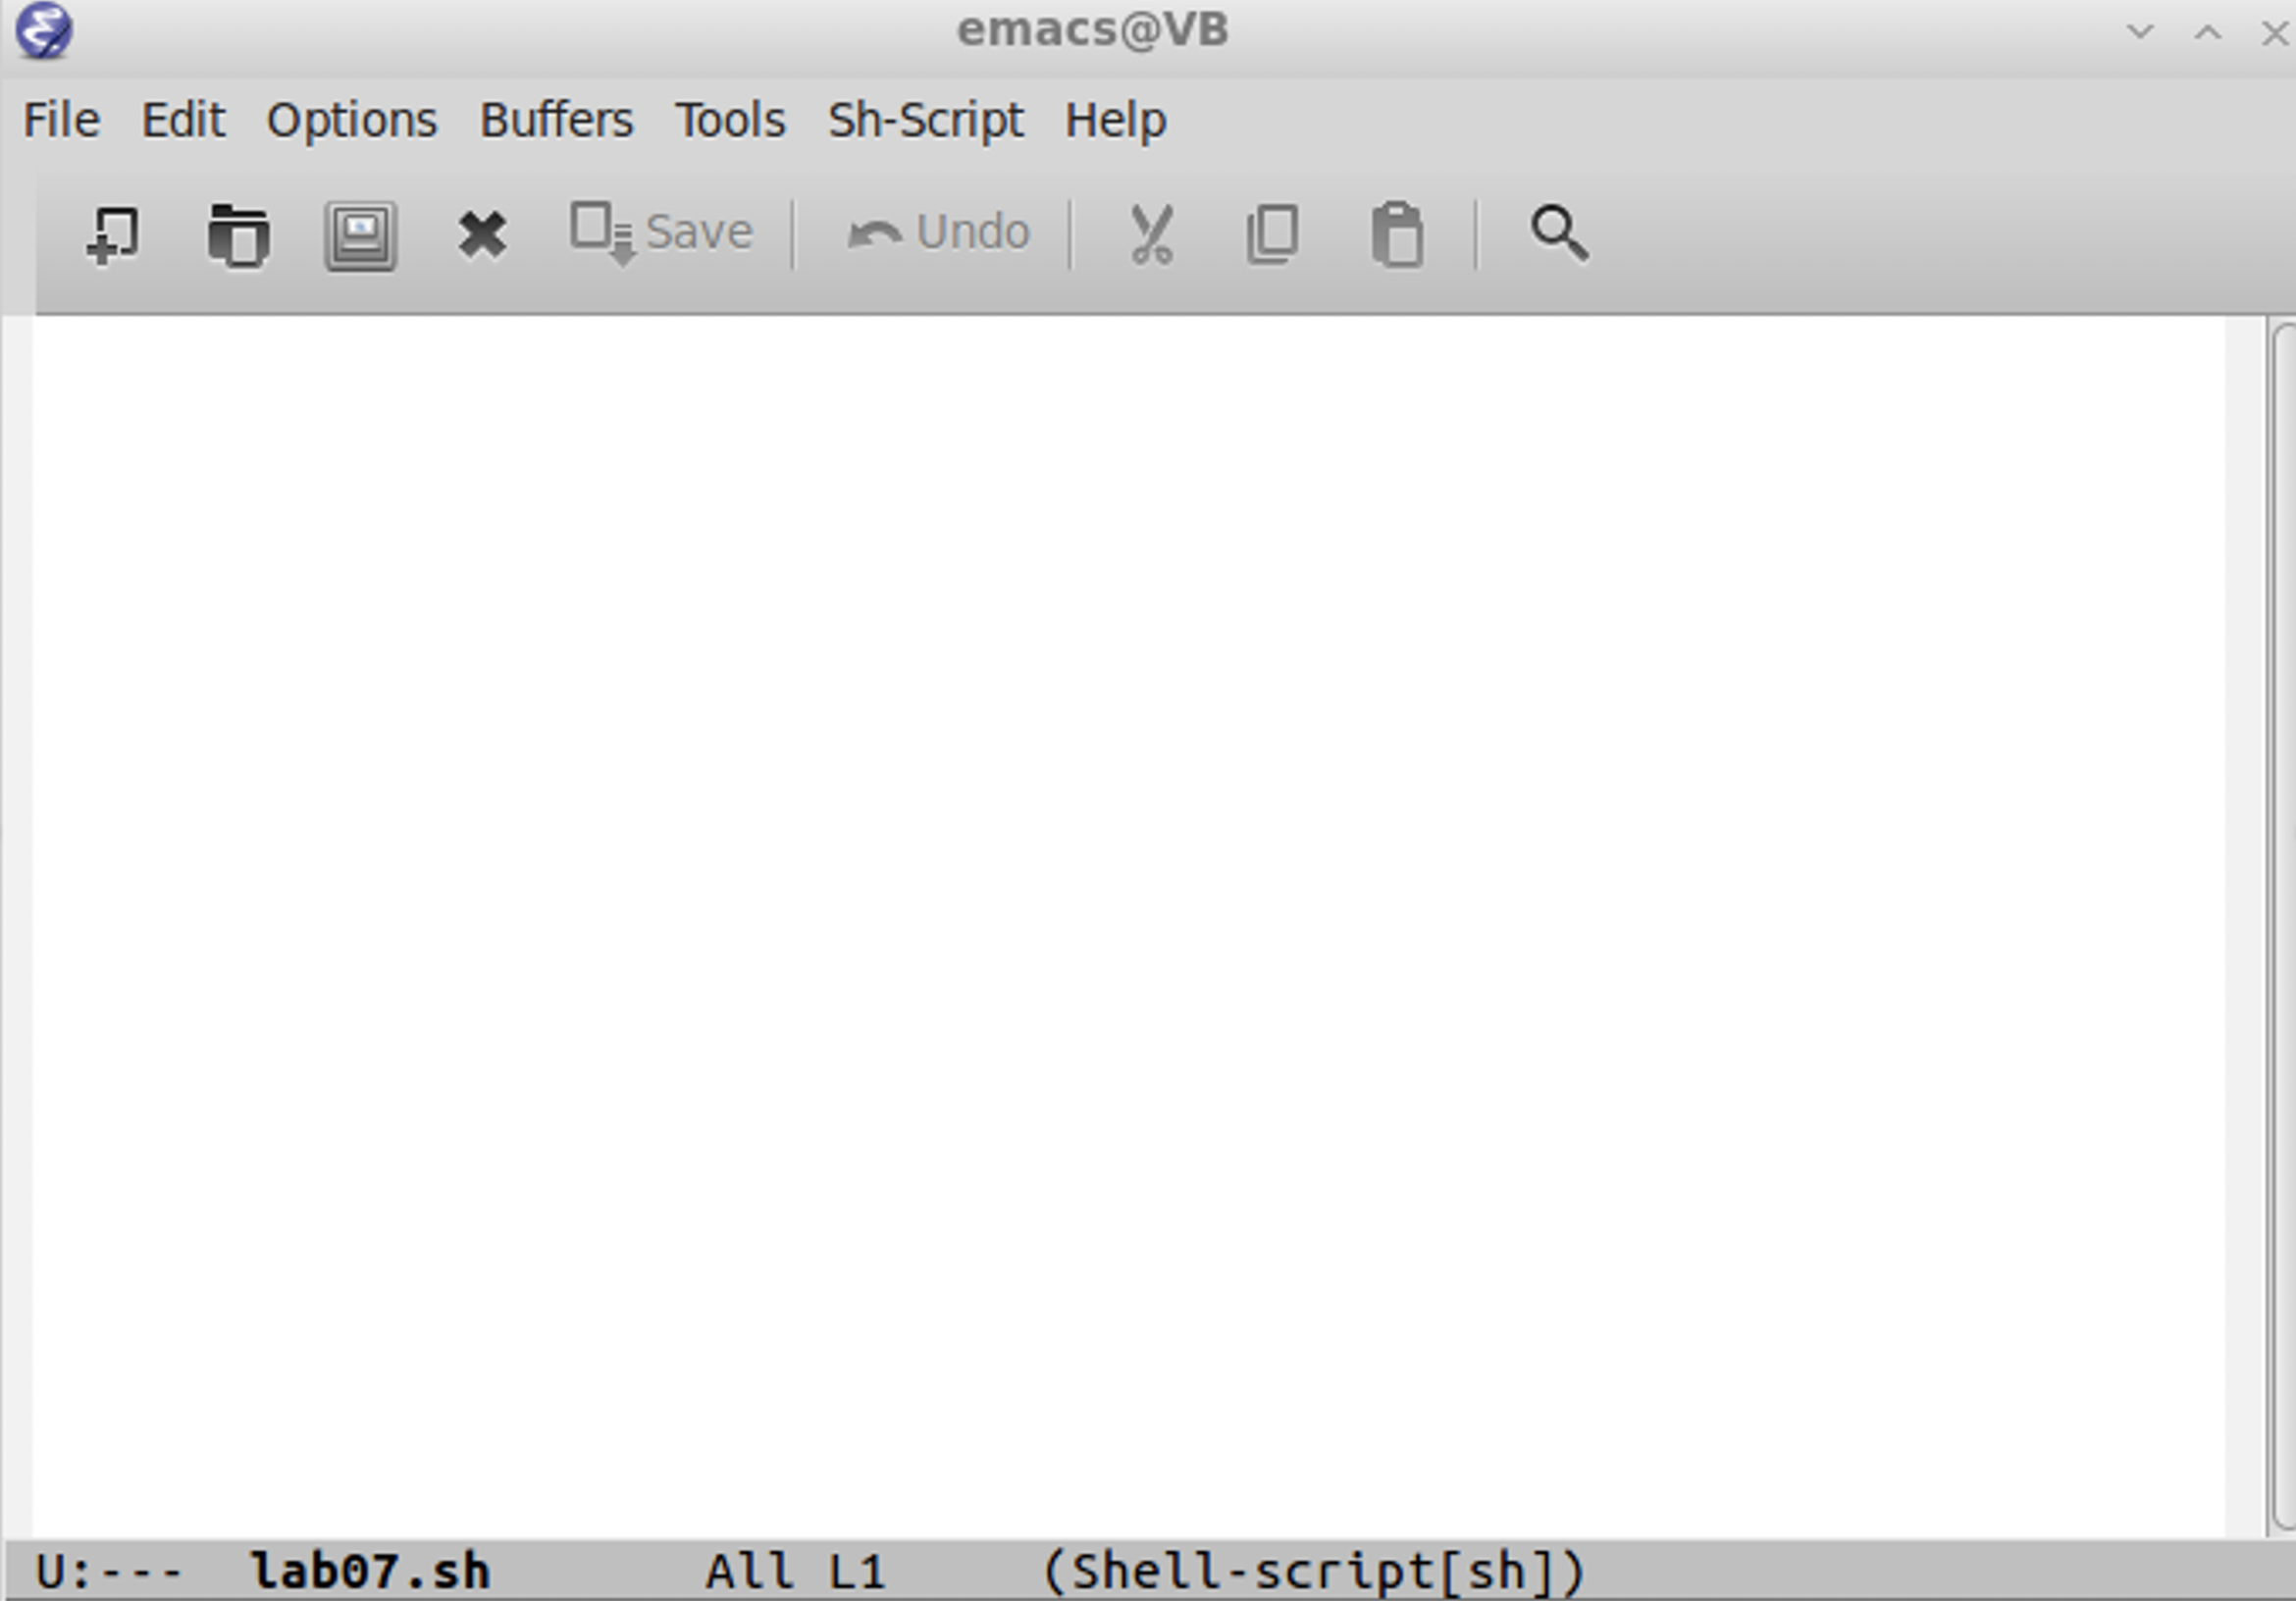 emacs@VB
File Edit Options Buffers Tools Sh-Script Help
Save Undo
U:--- lab07.sh All L1 (Shell-script[sh])